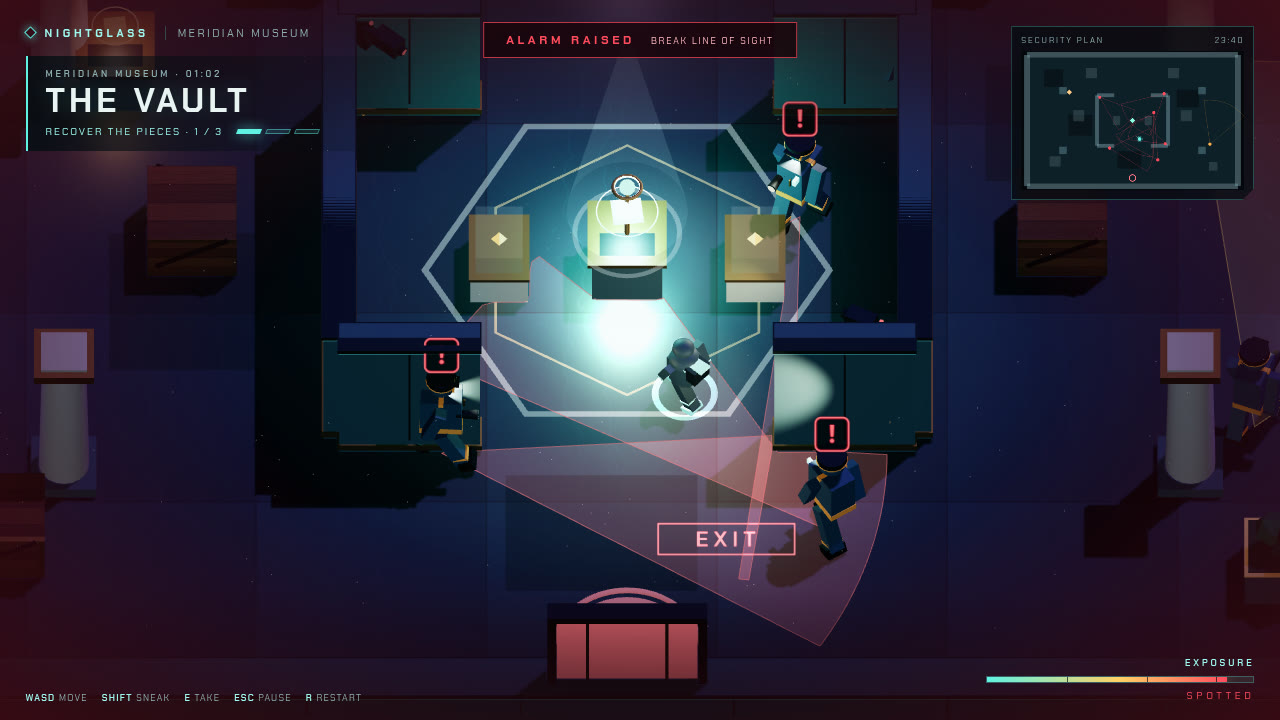 NIGHTGLASS MERIDIAN MUSEUM
MERIDIAN MUSEUM · 01:02
THE VAULT
RECOVER THE PIECES · 1 / 3
ALARM RAISED BREAK LINE OF SIGHT
SECURITY PLAN 23:40
!
!
!
EXIT
EXPOSURE
SPOTTED
WASD MOVE SHIFT SNEAK E TAKE ESC PAUSE R RESTART